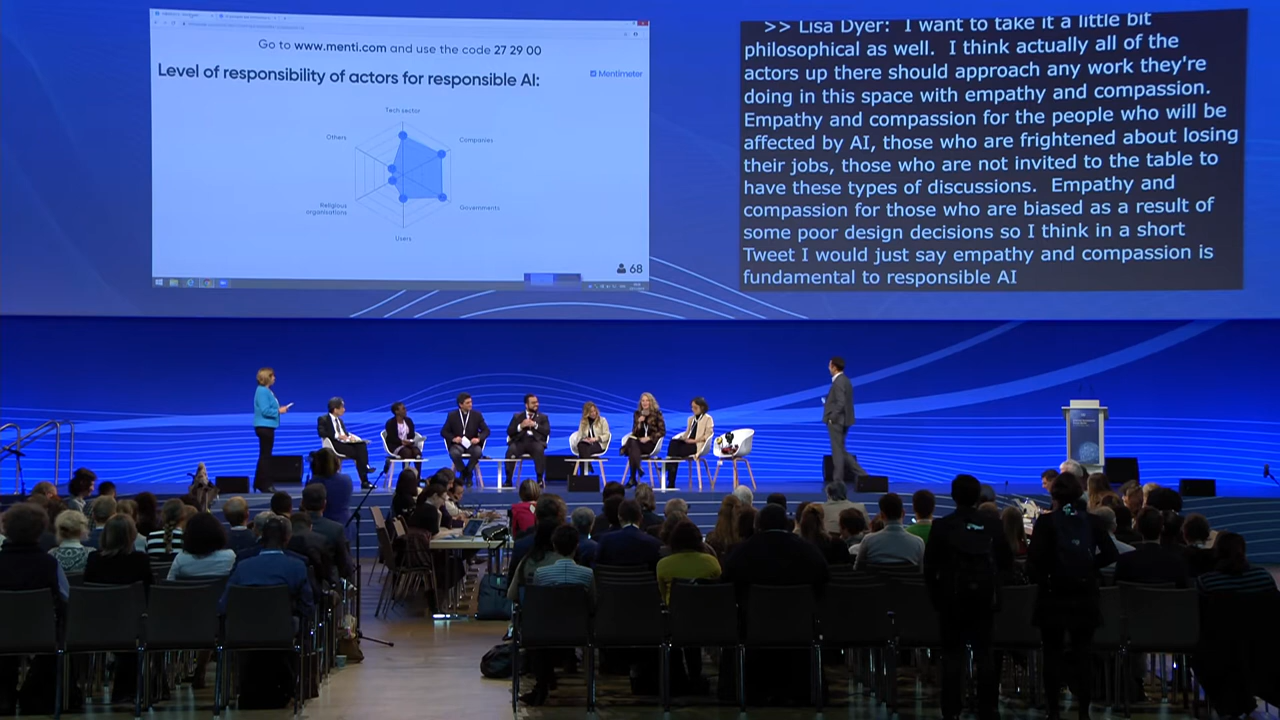 Go to www.menti.com and use the code 27 29 00
Level of responsibility of actors for responsible AI:
Mentimeter
Tech sector
Others
Companies
Religious
organisations
Governments
Users
68
>> Lisa Dyer: I want to take it a little bit
philosophical as well. I think actually all of the
actors up there should approach any work they're
doing in this space with empathy and compassion.
Empathy and compassion for the people who will be
affected by AI, those who are frightened about losing
their jobs, those who are not invited to the table to
have these types of discussions. Empathy and
compassion for those who are biased as a result of
some poor design decisions so I think in a short
Tweet I would just say empathy and compassion is
fundamental to responsible AI